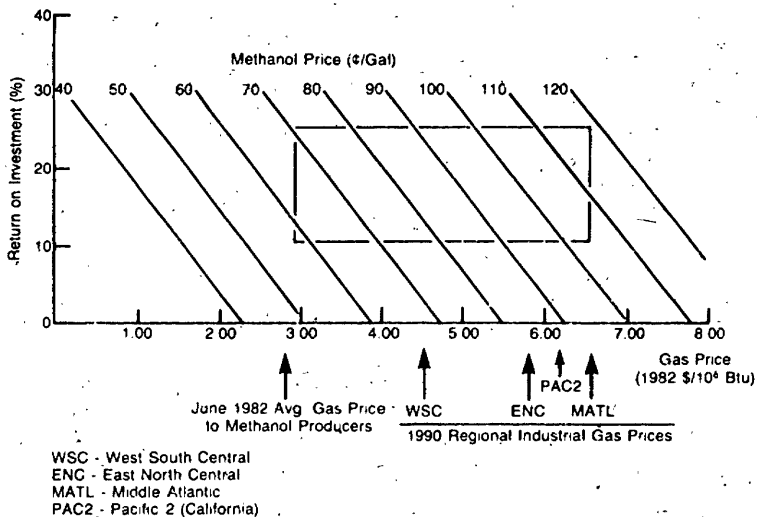 40
Methanol Price (¢/Gal)
30 40 50 60 70 80 90 100 110 120
Return on Investment (%)
20
10
0
1.00 2.00 3.00 4.00 5.00 6.00 7.00 8.00
Gas Price
(1982 $/10⁶ Btu)
June 1982 Avg Gas Price
to Methanol Producers
WSC ENC PAC2 MATL
1990 Regional Industrial Gas Prices
WSC - West South Central
ENC - East North Central
MATL - Middle Atlantic
PAC2 - Pacific 2 (California)